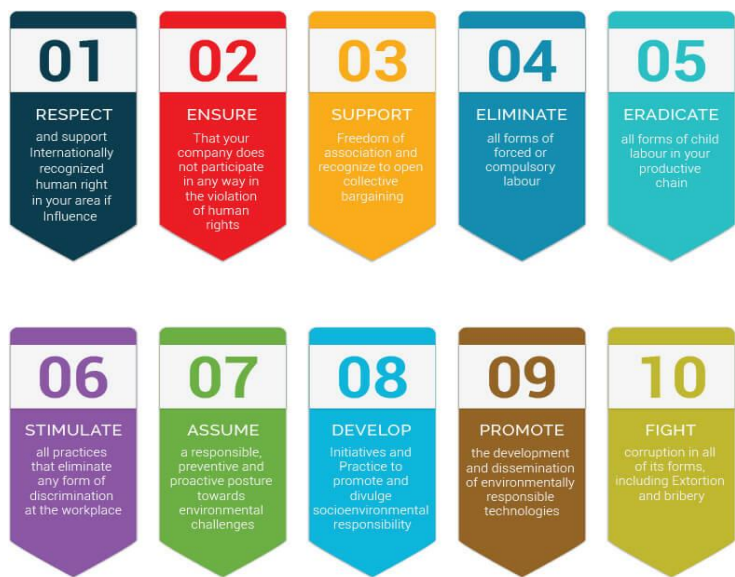 01
RESPECT
and support
Internationally
recognized
human right
in your area if
Influence
02
ENSURE
That your
company does
not participate
in any way in
the violation
of human
rights
03
SUPPORT
Freedom of
association and
recognize to open
collective
bargaining
04
ELIMINATE
all forms of
forced or
compulsory
labour
05
ERADICATE
all forms of child
labour in your
productive
chain
06
STIMULATE
all practices
that eliminate
any form of
discrimination
at the workplace
07
ASSUME
a responsible,
preventive and
proactive posture
towards
environmental
challenges
08
DEVELOP
Initiatives and
Practice to
promote and
divulge
socioenvironmental
responsibility
09
PROMOTE
the development
and dissemination
of environmentally
responsible
technologies
10
FIGHT
corruption in all
of its forms,
including Extortion
and bribery